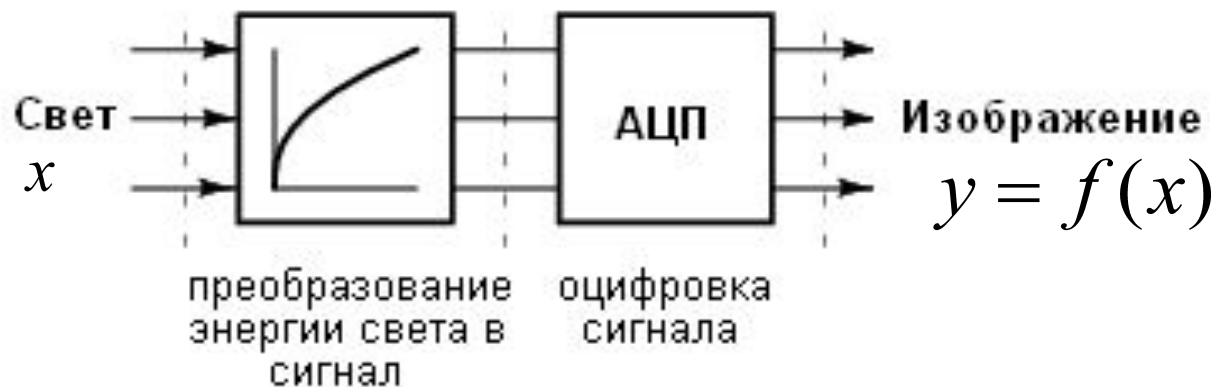 Свет
x
АЦП
Изображение
y = f(x)
преобразование
энергии света в
сигнал
оцифровка
сигнала